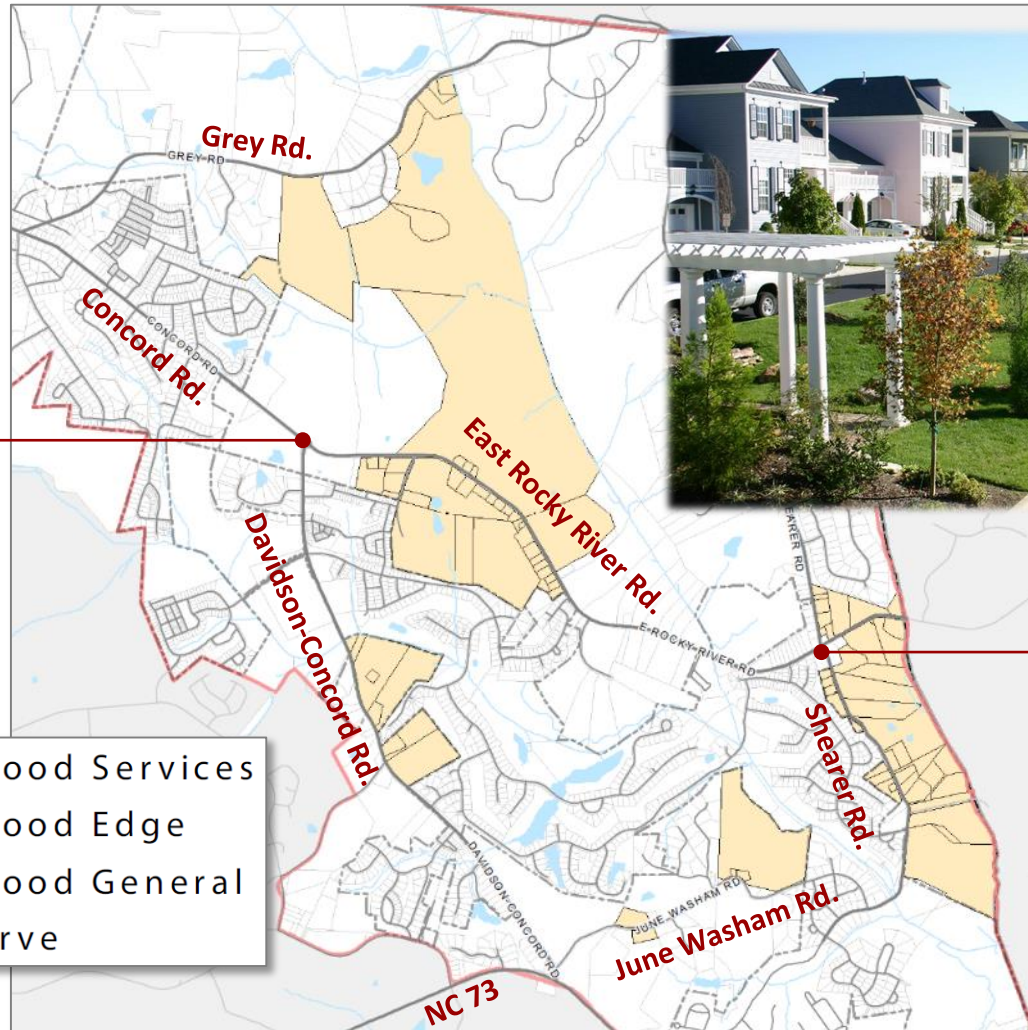 Grey Rd.
GREY RD
Concord Rd.
CONCORD RD
East Rocky River Rd.
Davidson-Concord Rd.
E ROCKY RIVER RD
EARER RD
Shearer Rd.
ood Services
ood Edge
ood General
rve
DAVIDSON-CONCORD RD
JUNE WASHAM RD
June Washam Rd.
NC 73